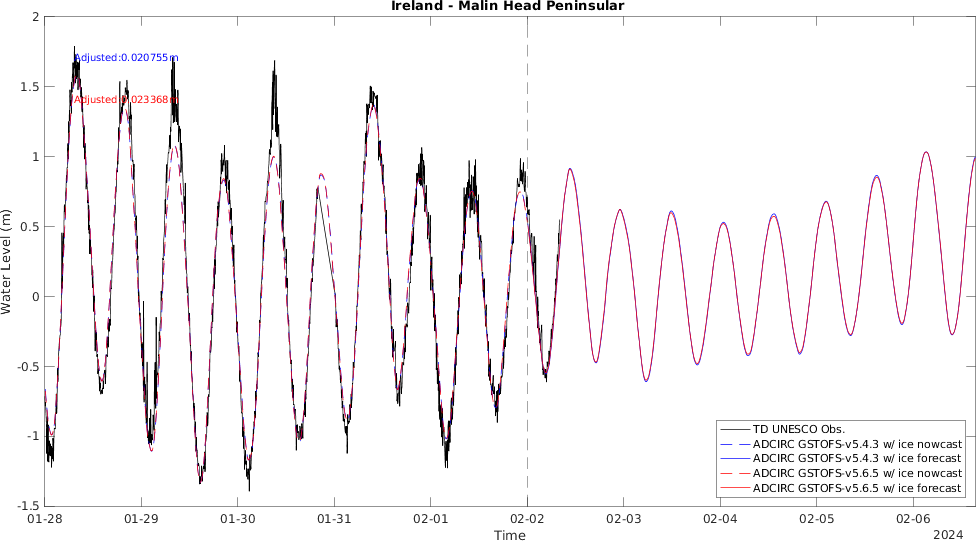 Ireland - Malin Head Peninsular
2
1.5
1
0.5
0
-0.5
-1
-1.5
Water Level (m)
Adjusted:0.020755m
Adjusted:0.023368m
TD UNESCO Obs.
ADCIRC GSTOFS-v5.4.3 w/ ice nowcast
ADCIRC GSTOFS-v5.4.3 w/ ice forecast
ADCIRC GSTOFS-v5.6.5 w/ ice nowcast
ADCIRC GSTOFS-v5.6.5 w/ ice forecast
01-28 01-29 01-30 01-31 02-01 02-02 02-03 02-04 02-05 02-06
Time
2024